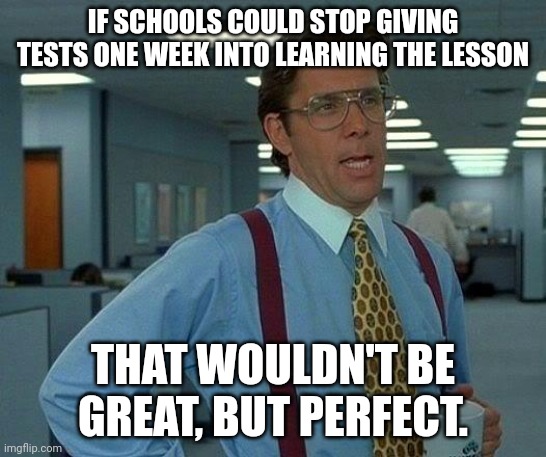 IF SCHOOLS COULD STOP GIVING
TESTS ONE WEEK INTO LEARNING THE LESSON
THAT WOULDN'T BE
GREAT, BUT PERFECT.
imgflip.com